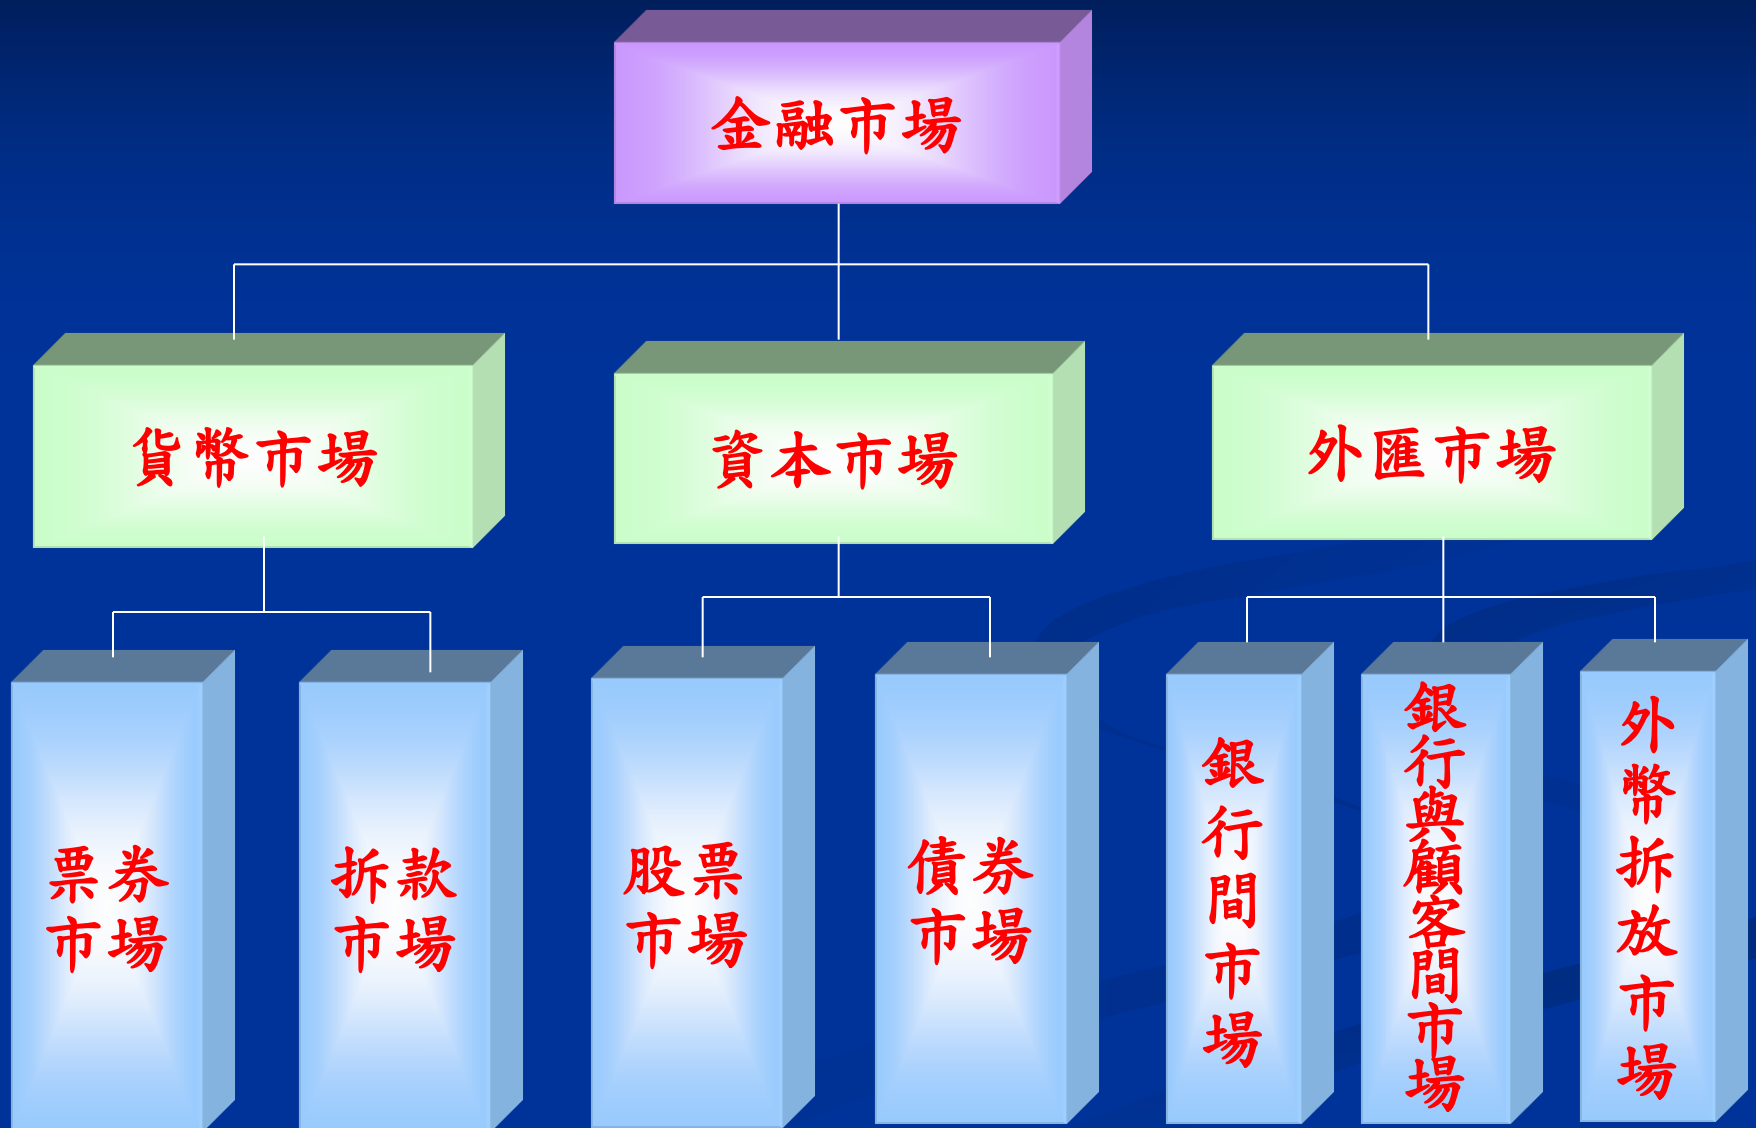 金融市場
貨幣市場
資本市場
外匯市場
票券
市場
拆款
市場
股票
市場
債券
市場
銀行間市場
銀行與顧客間市場
外幣拆放市場